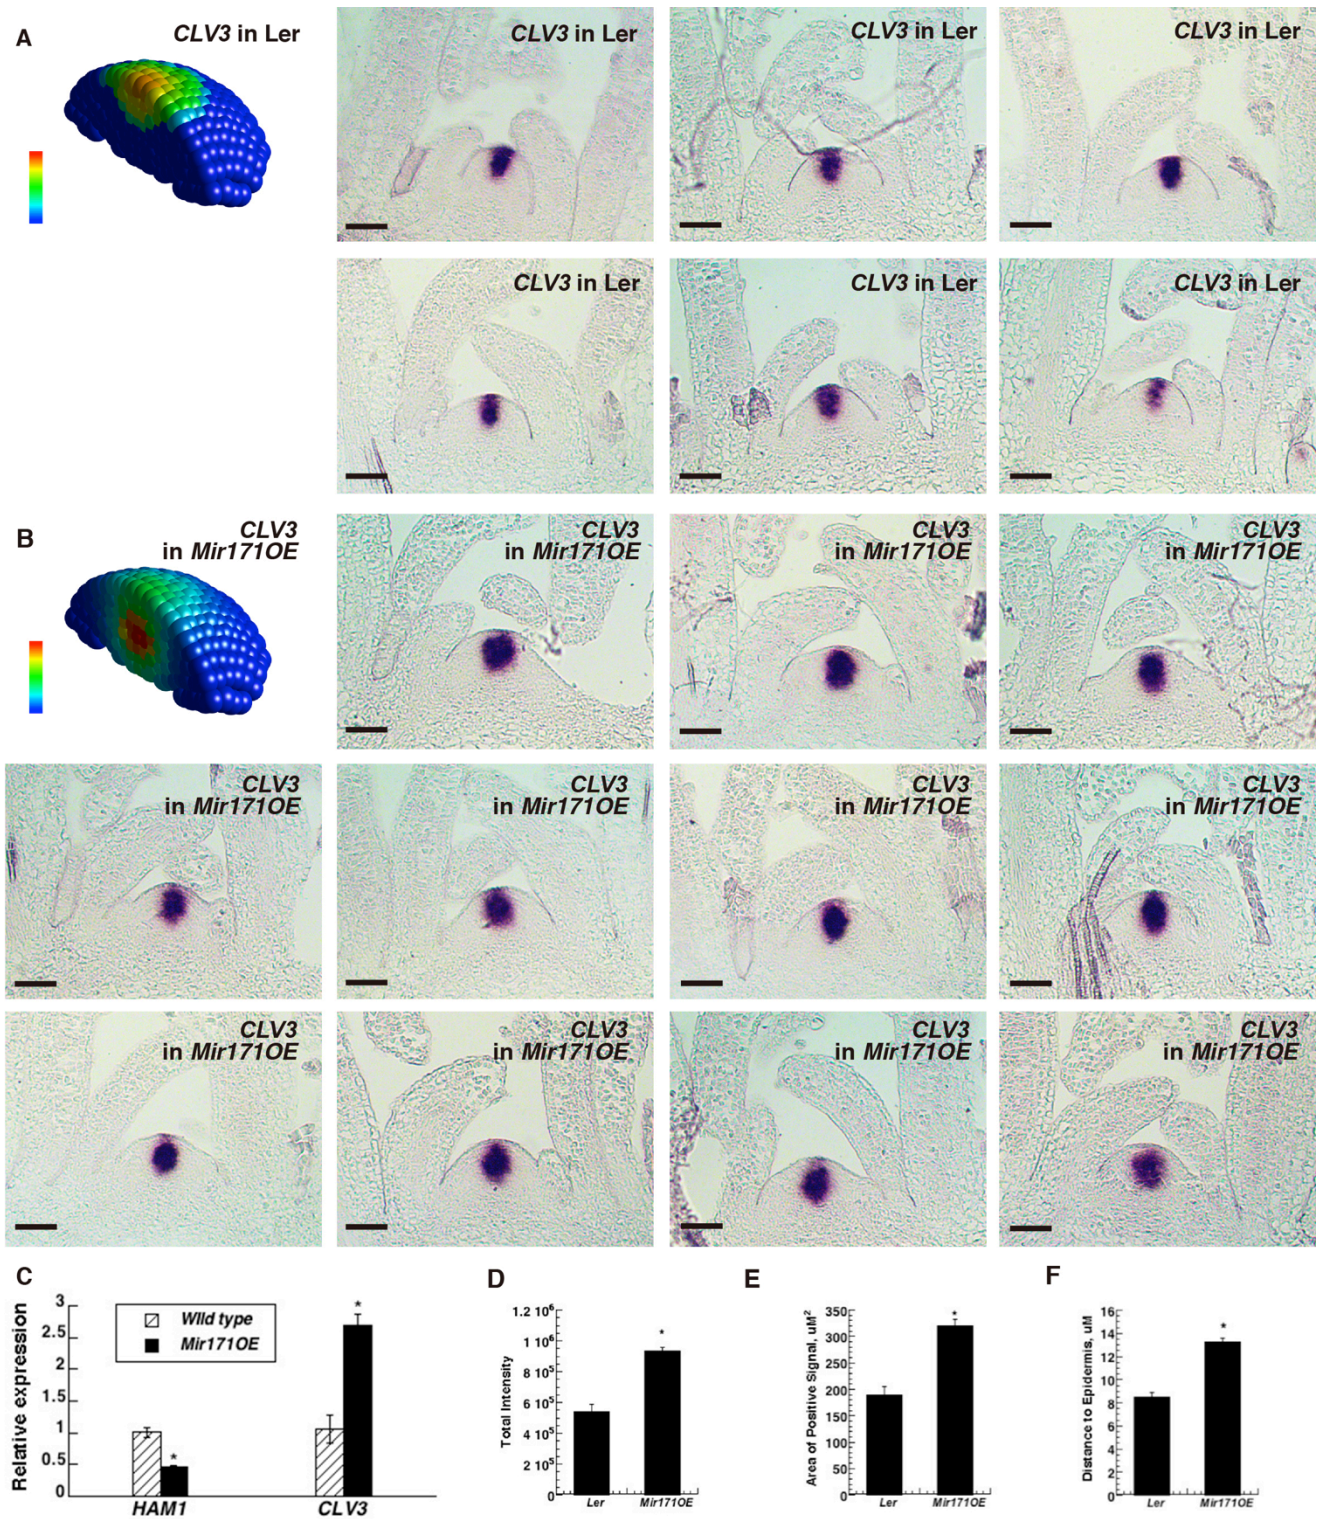 A
CLV3 in Ler
CLV3 in Ler
CLV3 in Ler
CLV3 in Ler
CLV3 in Ler
CLV3 in Ler
CLV3 in Ler
B
CLV3
in Mir171OE
CLV3
in Mir171OE
CLV3
in Mir171OE
CLV3
in Mir171OE
CLV3
in Mir171OE
CLV3
in Mir171OE
CLV3
in Mir171OE
CLV3
in Mir171OE
CLV3
in Mir171OE
CLV3
in Mir171OE
CLV3
in Mir171OE
CLV3
in Mir171OE
C
Relative expression
3
2.5
2
1.5
1
0.5
0
WIld type
Mir171OE
*
*
HAM1
CLV3
D
Total Intensity
1.2 10⁶
1 10⁶
8 10⁵
6 10⁵
4 10⁵
2 10⁵
0
*
Ler
Mir171OE
E
Area of Positive Signal, uM²
350
300
250
200
150
100
50
0
*
Ler
Mir171OE
F
Distance to Epidermis, uM
16
14
12
10
8
6
4
2
0
*
Ler
Mir171OE